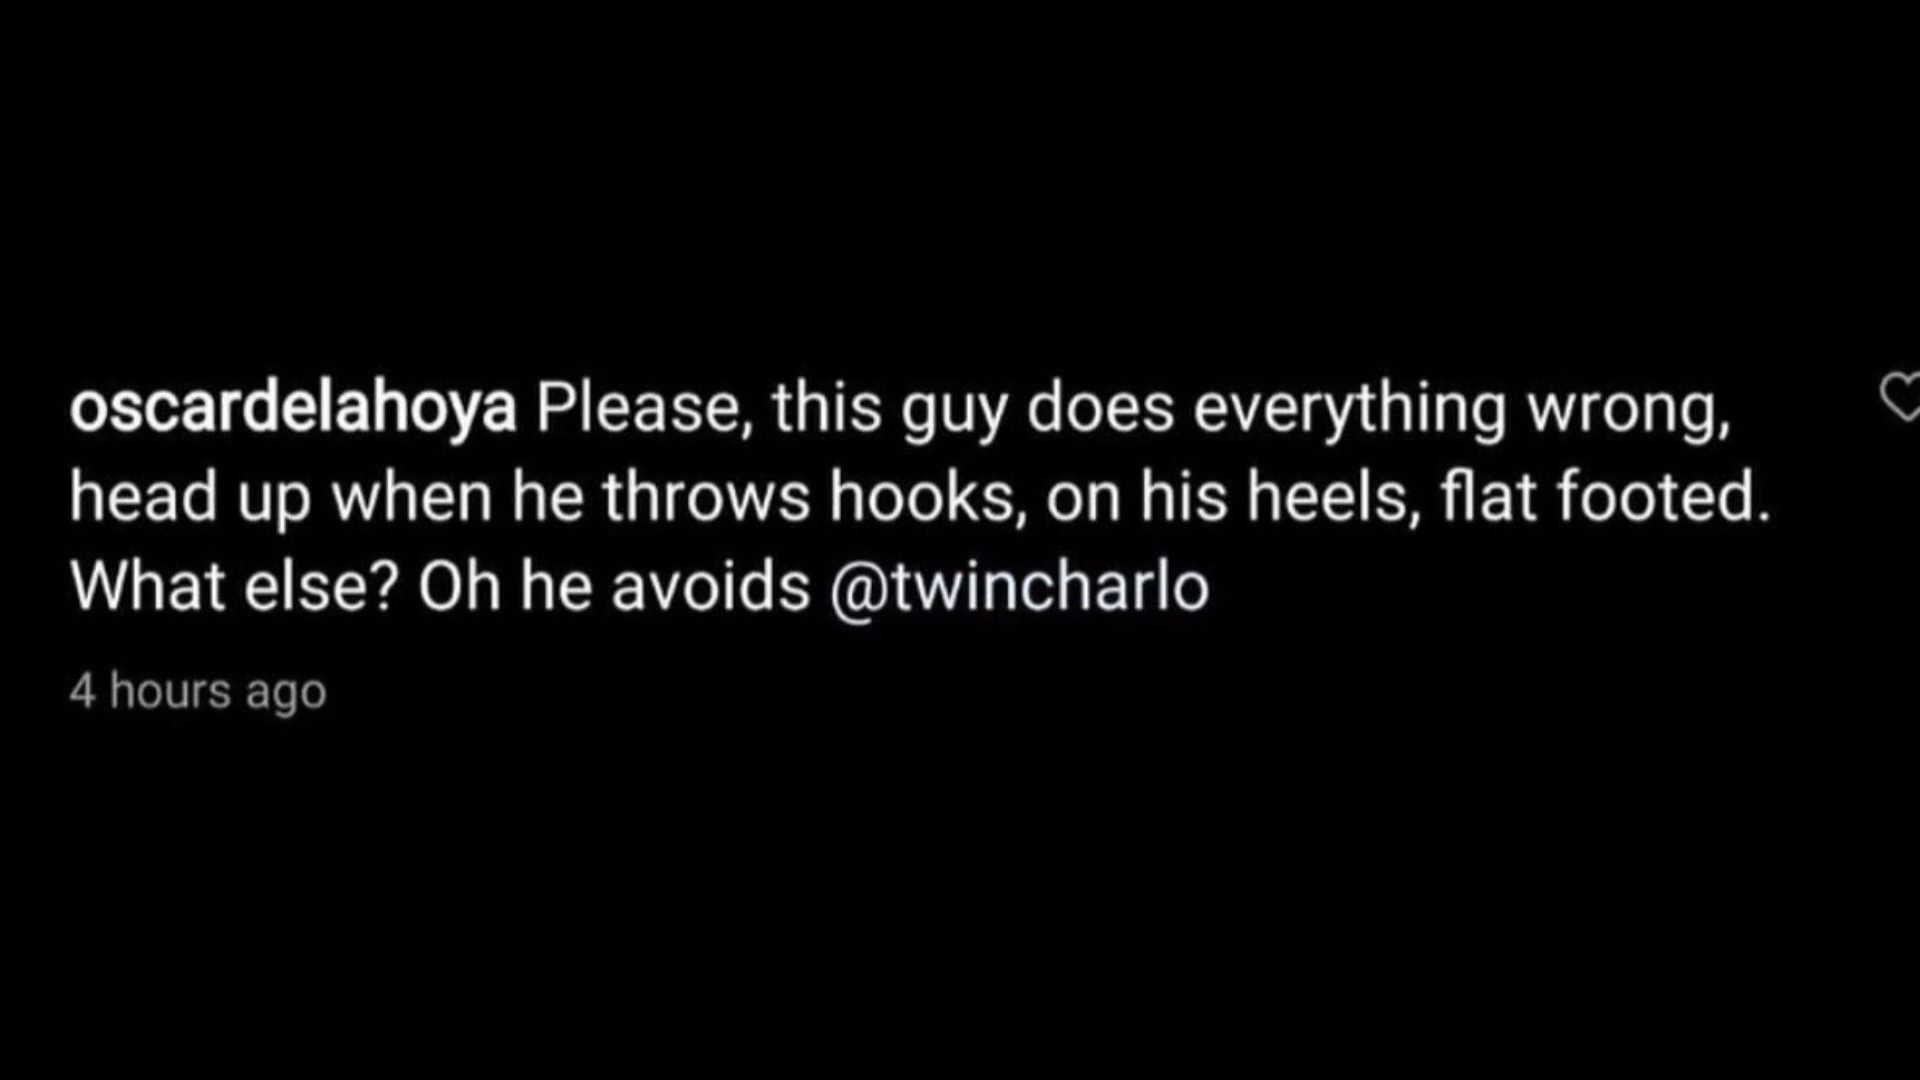 oscardelahoya Please, this guy does everything wrong,
head up when he throws hooks, on his heels, flat footed.
What else? Oh he avoids @twincharlo
4 hours ago